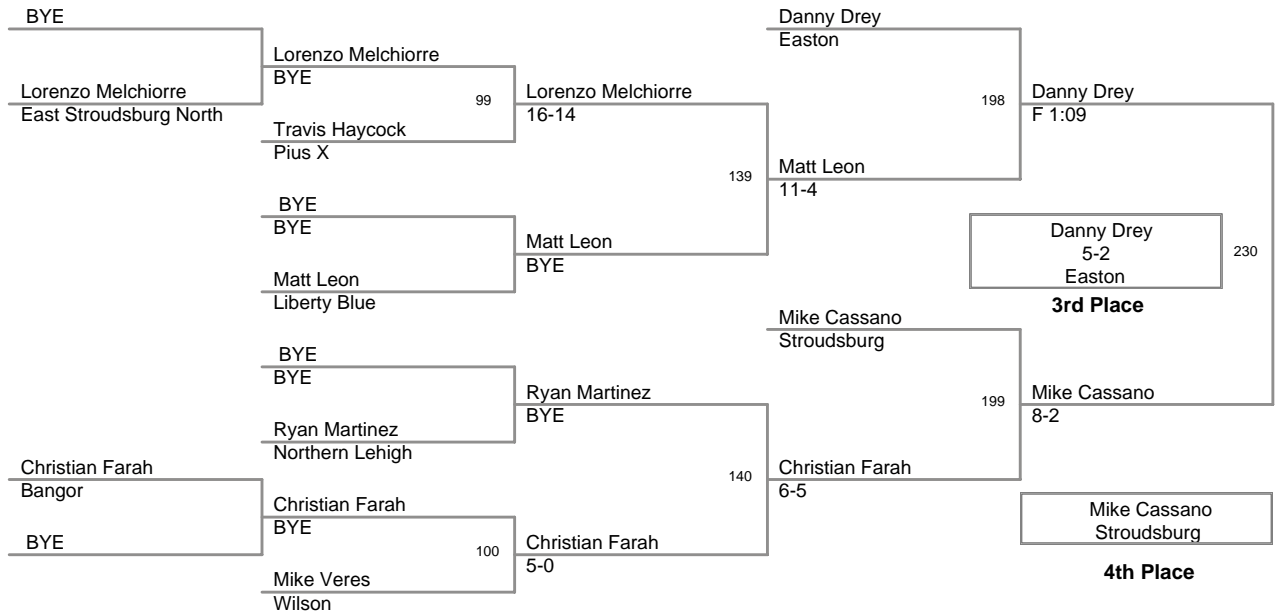 BYE
Lorenzo Melchiorre
East Stroudsburg North
Christian Farah
Bangor
BYE
Lorenzo Melchiorre
BYE
99
Travis Haycock
Pius X
BYE
BYE
Matt Leon
Liberty Blue
BYE
BYE
Ryan Martinez
Northern Lehigh
Christian Farah
BYE
100
Mike Veres
Wilson
Lorenzo Melchiorre
16-14
139
Matt Leon
BYE
Ryan Martinez
BYE
140
Christian Farah
5-0
Danny Drey
Easton
198
Matt Leon
11-4
Mike Cassano
Stroudsburg
199
Christian Farah
6-5
Danny Drey
F 1:09
Danny Drey
5-2
Easton
230
3rd Place
Mike Cassano
8-2
Mike Cassano
Stroudsburg
4th Place